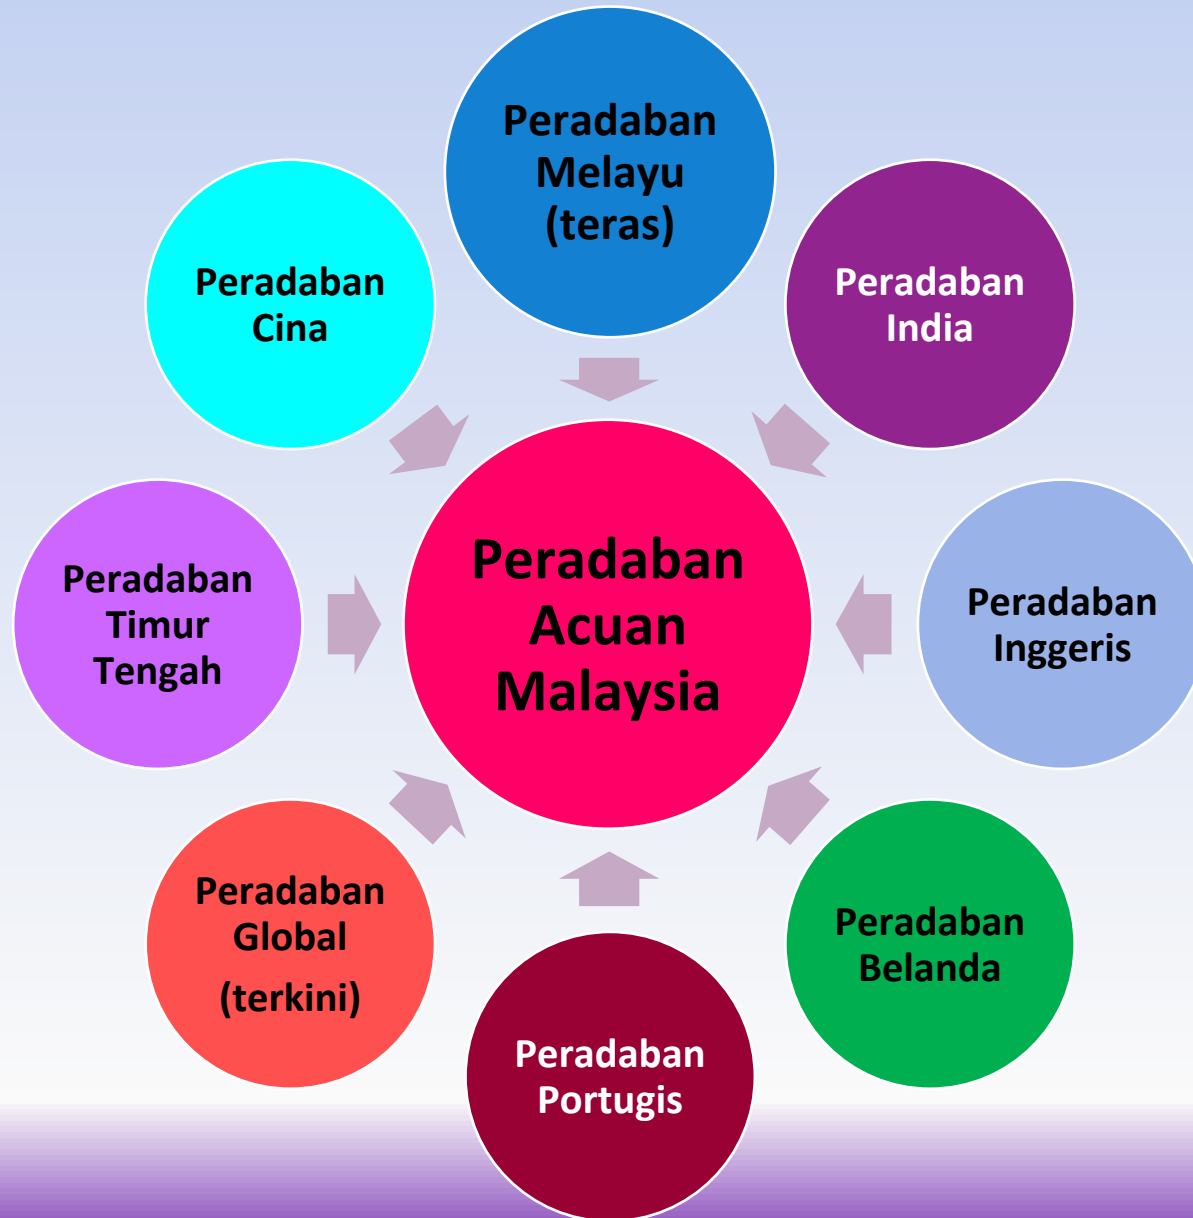 Peradaban
Melayu
(teras)
Peradaban
Cina
Peradaban
India
Peradaban
Timur
Tengah
Peradaban
Acuan
Malaysia
Peradaban
Inggeris
Peradaban
Global
(terkini)
Peradaban
Belanda
Peradaban
Portugis